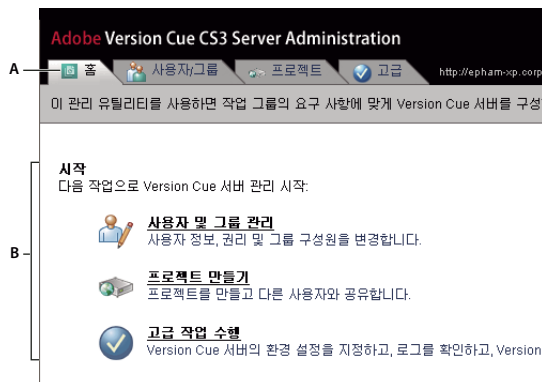 Adobe Version Cue CS3 Server Administration
A
홈 사용자/그룹 프로젝트 고급 http://epham-xp.corp
이 관리 유틸리티를 사용하면 작업 그룹의 요구 사항에 맞게 Version Cue 서버를 구성
시작
다음 작업으로 Version Cue 서버 관리 시작:
사용자 및 그룹 관리
사용자 정보, 권리 및 그룹 구성원을 변경합니다.
B
프로젝트 만들기
프로젝트를 만들고 다른 사용자와 공유합니다.
고급 작업 수행
Version Cue 서버의 환경 설정을 지정하고, 로그를 확인하고, Version